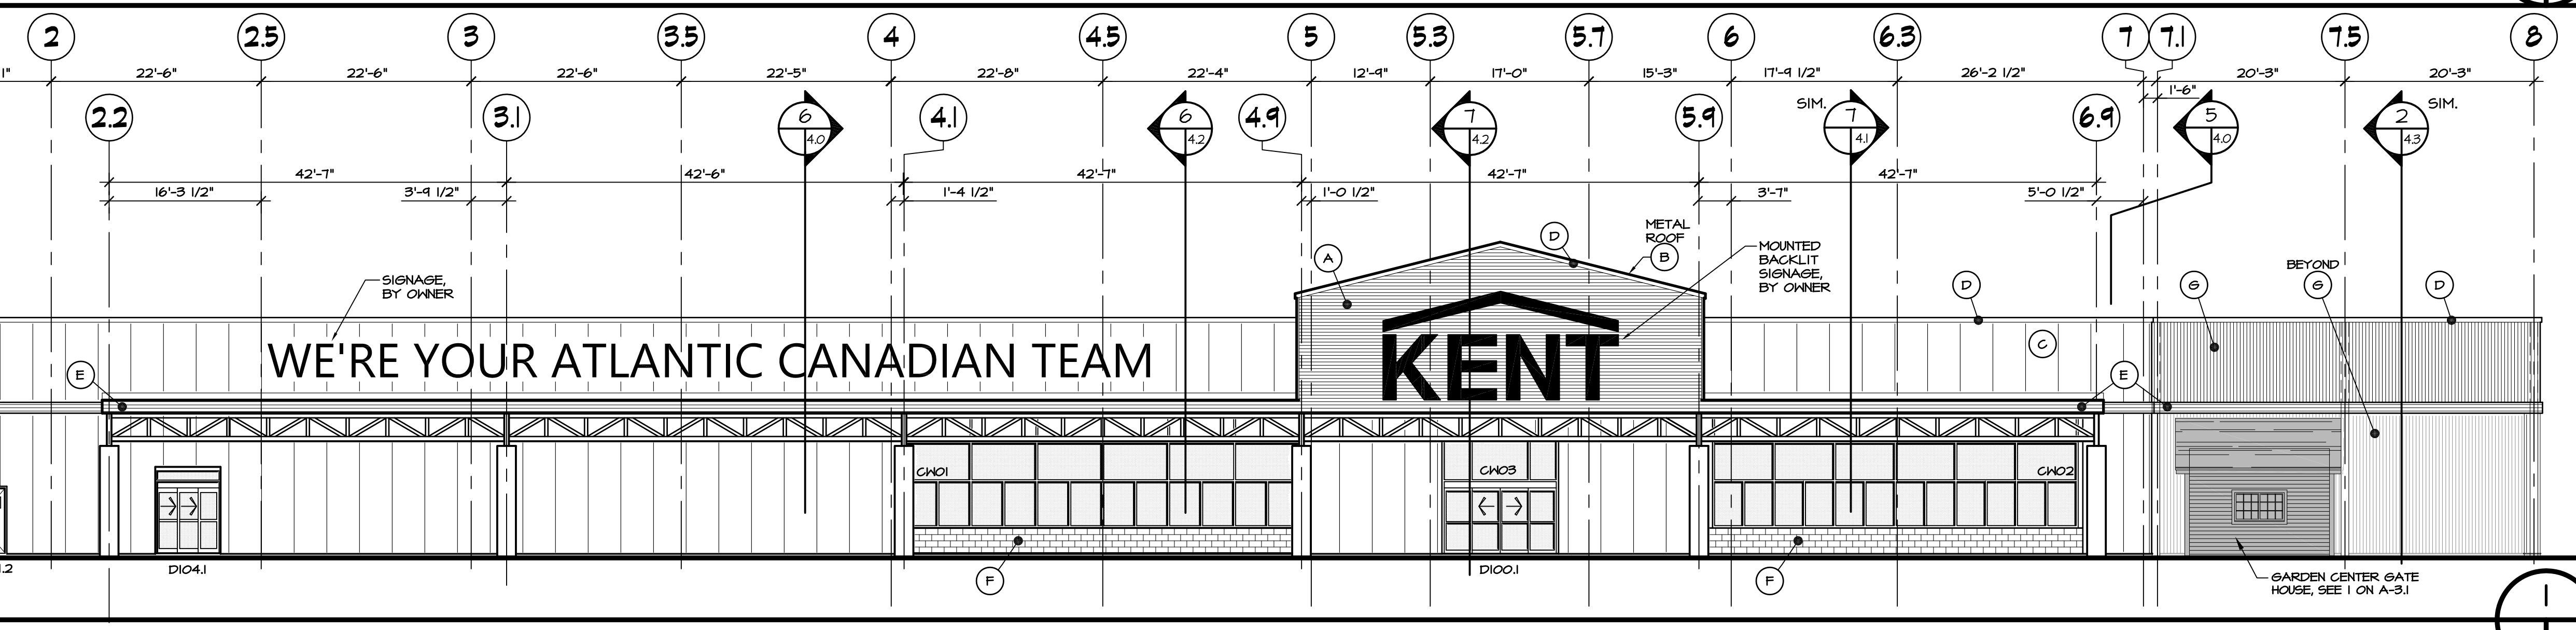 2 2.5 3 3.5 4 4.5 5 5.3 5.7 6 6.3 7 7.1 7.5 8
1" 22'-6" 22'-6" 22'-6" 22'-5" 22'-8" 22'-4" 12'-9" 17'-0" 15'-3" 17'-9 1/2" 26'-2 1/2" 20'-3" 20'-3"
1'-6"
2.2 3.1 6 4.1 6 4.9 7 5.9 SIM. 7 6.9 5 2 SIM.
4.0 4.2 4.2 4.1 4.0 4.3
42'-7" 42'-6" 42'-7" 42'-7" 42'-7"
16'-3 1/2" 3'-9 1/2" 1'-4 1/2" 1'-0 1/2" 3'-7" 5'-0 1/2"
METAL
ROOF
B
D
A
MOUNTED
BACKLIT
SIGNAGE,
BY OWNER
SIGNAGE,
BY OWNER
BEYOND
D G G D
WE'RE YOUR ATLANTIC CANADIAN TEAM
KENT
C
E E
CW01 CW03 CW02
1.2 D104.1 D100.1
F F
GARDEN CENTER GATE
HOUSE, SEE 1 ON A-3.1
1